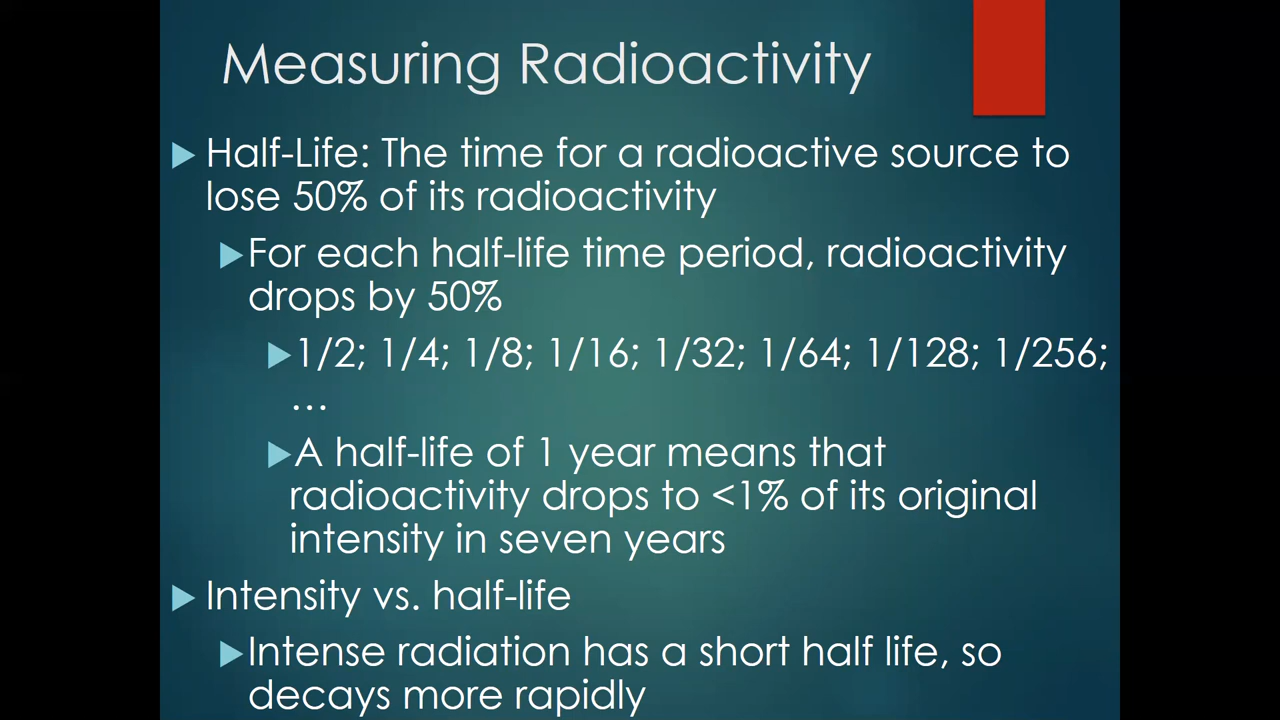 Measuring Radioactivity
Half-Life: The time for a radioactive source to
lose 50% of its radioactivity
For each half-life time period, radioactivity
drops by 50%
1/2; 1/4; 1/8; 1/16; 1/32; 1/64; 1/128; 1/256;
…
A half-life of 1 year means that
radioactivity drops to <1% of its original
intensity in seven years
Intensity vs. half-life
Intense radiation has a short half life, so
decays more rapidly